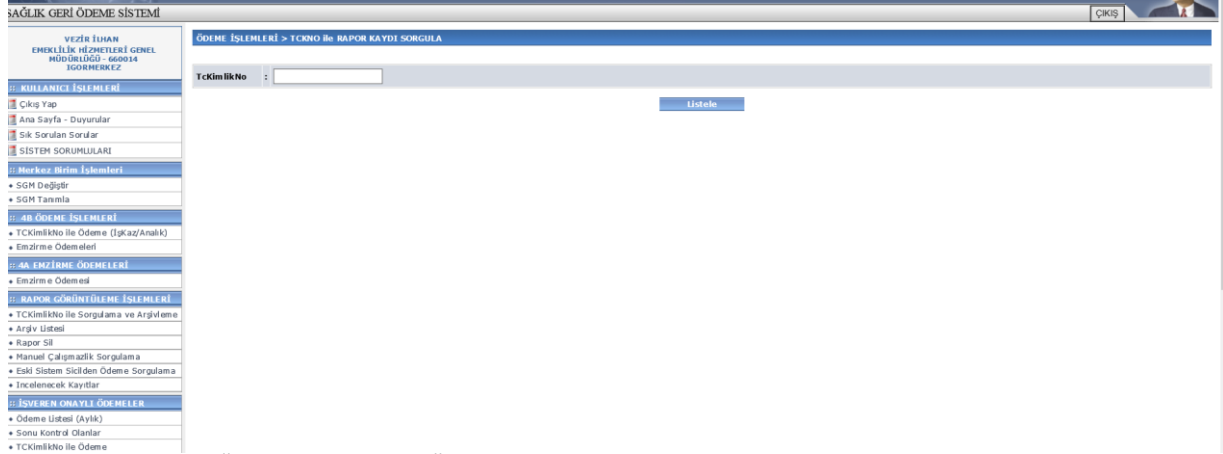 SAĞLIK GERİ ÖDEME SİSTEMİ
ÇIKIŞ
VEZİR İLHAN
EMEKLİLİK HİZMETLERİ GENEL
MÜDÜRLÜĞÜ - 660014
IGORMERKEZ
ÖDEME İŞLEMLERİ > TCKNO ile RAPOR KAYDI SORGULA
TcKimlikNo :
Listele
:: KULLANICI İŞLEMLERİ
Çıkış Yap
Ana Sayfa - Duyurular
Sık Sorulan Sorular
SİSTEM SORUMLULARI
:: Merkez Birim İşlemleri
• SGM Değiştir
• SGM Tanımla
:: 4B ÖDEME İŞLEMLERİ
• TCKimlikNo ile Ödeme (İşKaz/Analık)
• Emzirme Ödemeleri
:: 4A EMZİRME ÖDEMELERİ
• Emzirme Ödemesi
:: RAPOR GÖRÜNTÜLEME İŞLEMLERİ
• TCKimlikNo ile Sorgulama ve Arşivleme
• Arşiv Listesi
• Rapor Sil
• Manuel Çalışmazlik Sorgulama
• Eski Sistem Sicilden Ödeme Sorgulama
• Incelenecek Kayıtlar
:: İŞVEREN ONAYLI ÖDEMELER
• Ödeme Listesi (Aylık)
• Sonu Kontrol Olanlar
• TCKimlikNo ile Ödeme